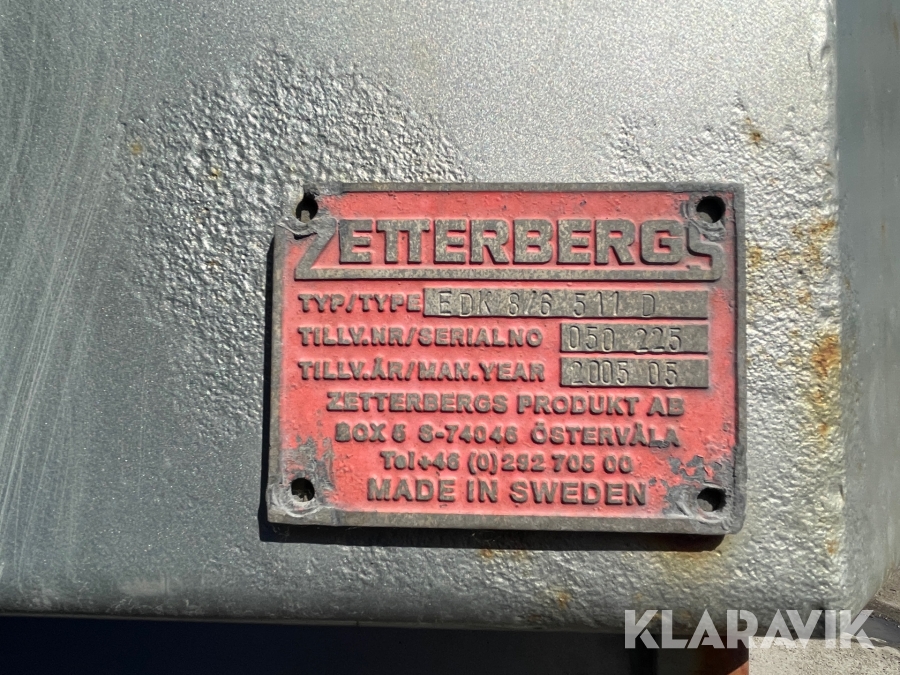 ZETTERBERGS
TYP/TYPE EDK 8/6 511 D
TILLV.NR/SERIALNO 050 225
TILLV.ÅR/MAN.YEAR 2005 05
ZETTERBERGS PRODUKT AB
BOX 5 S-74046 ÖSTERVÅLA
Tel+46 (0)292 705 00
MADE IN SWEDEN
KLARAVIK